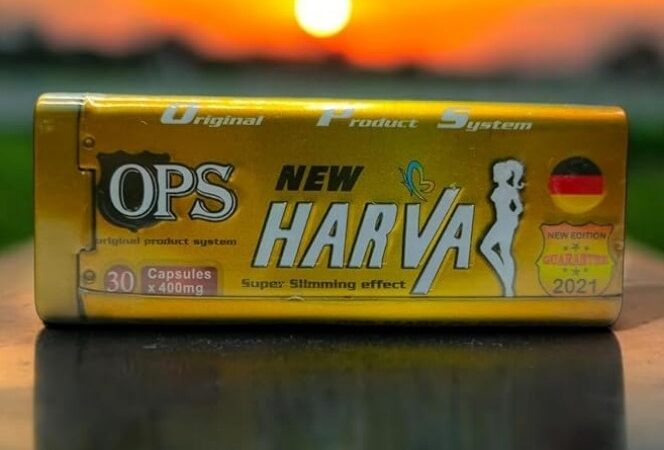 Original Product System
OPS
original product system
30 Capsules
x 400mg
NEW
HARVA
Super Slimming effect
NEW EDITION
GUARANTEE
2021